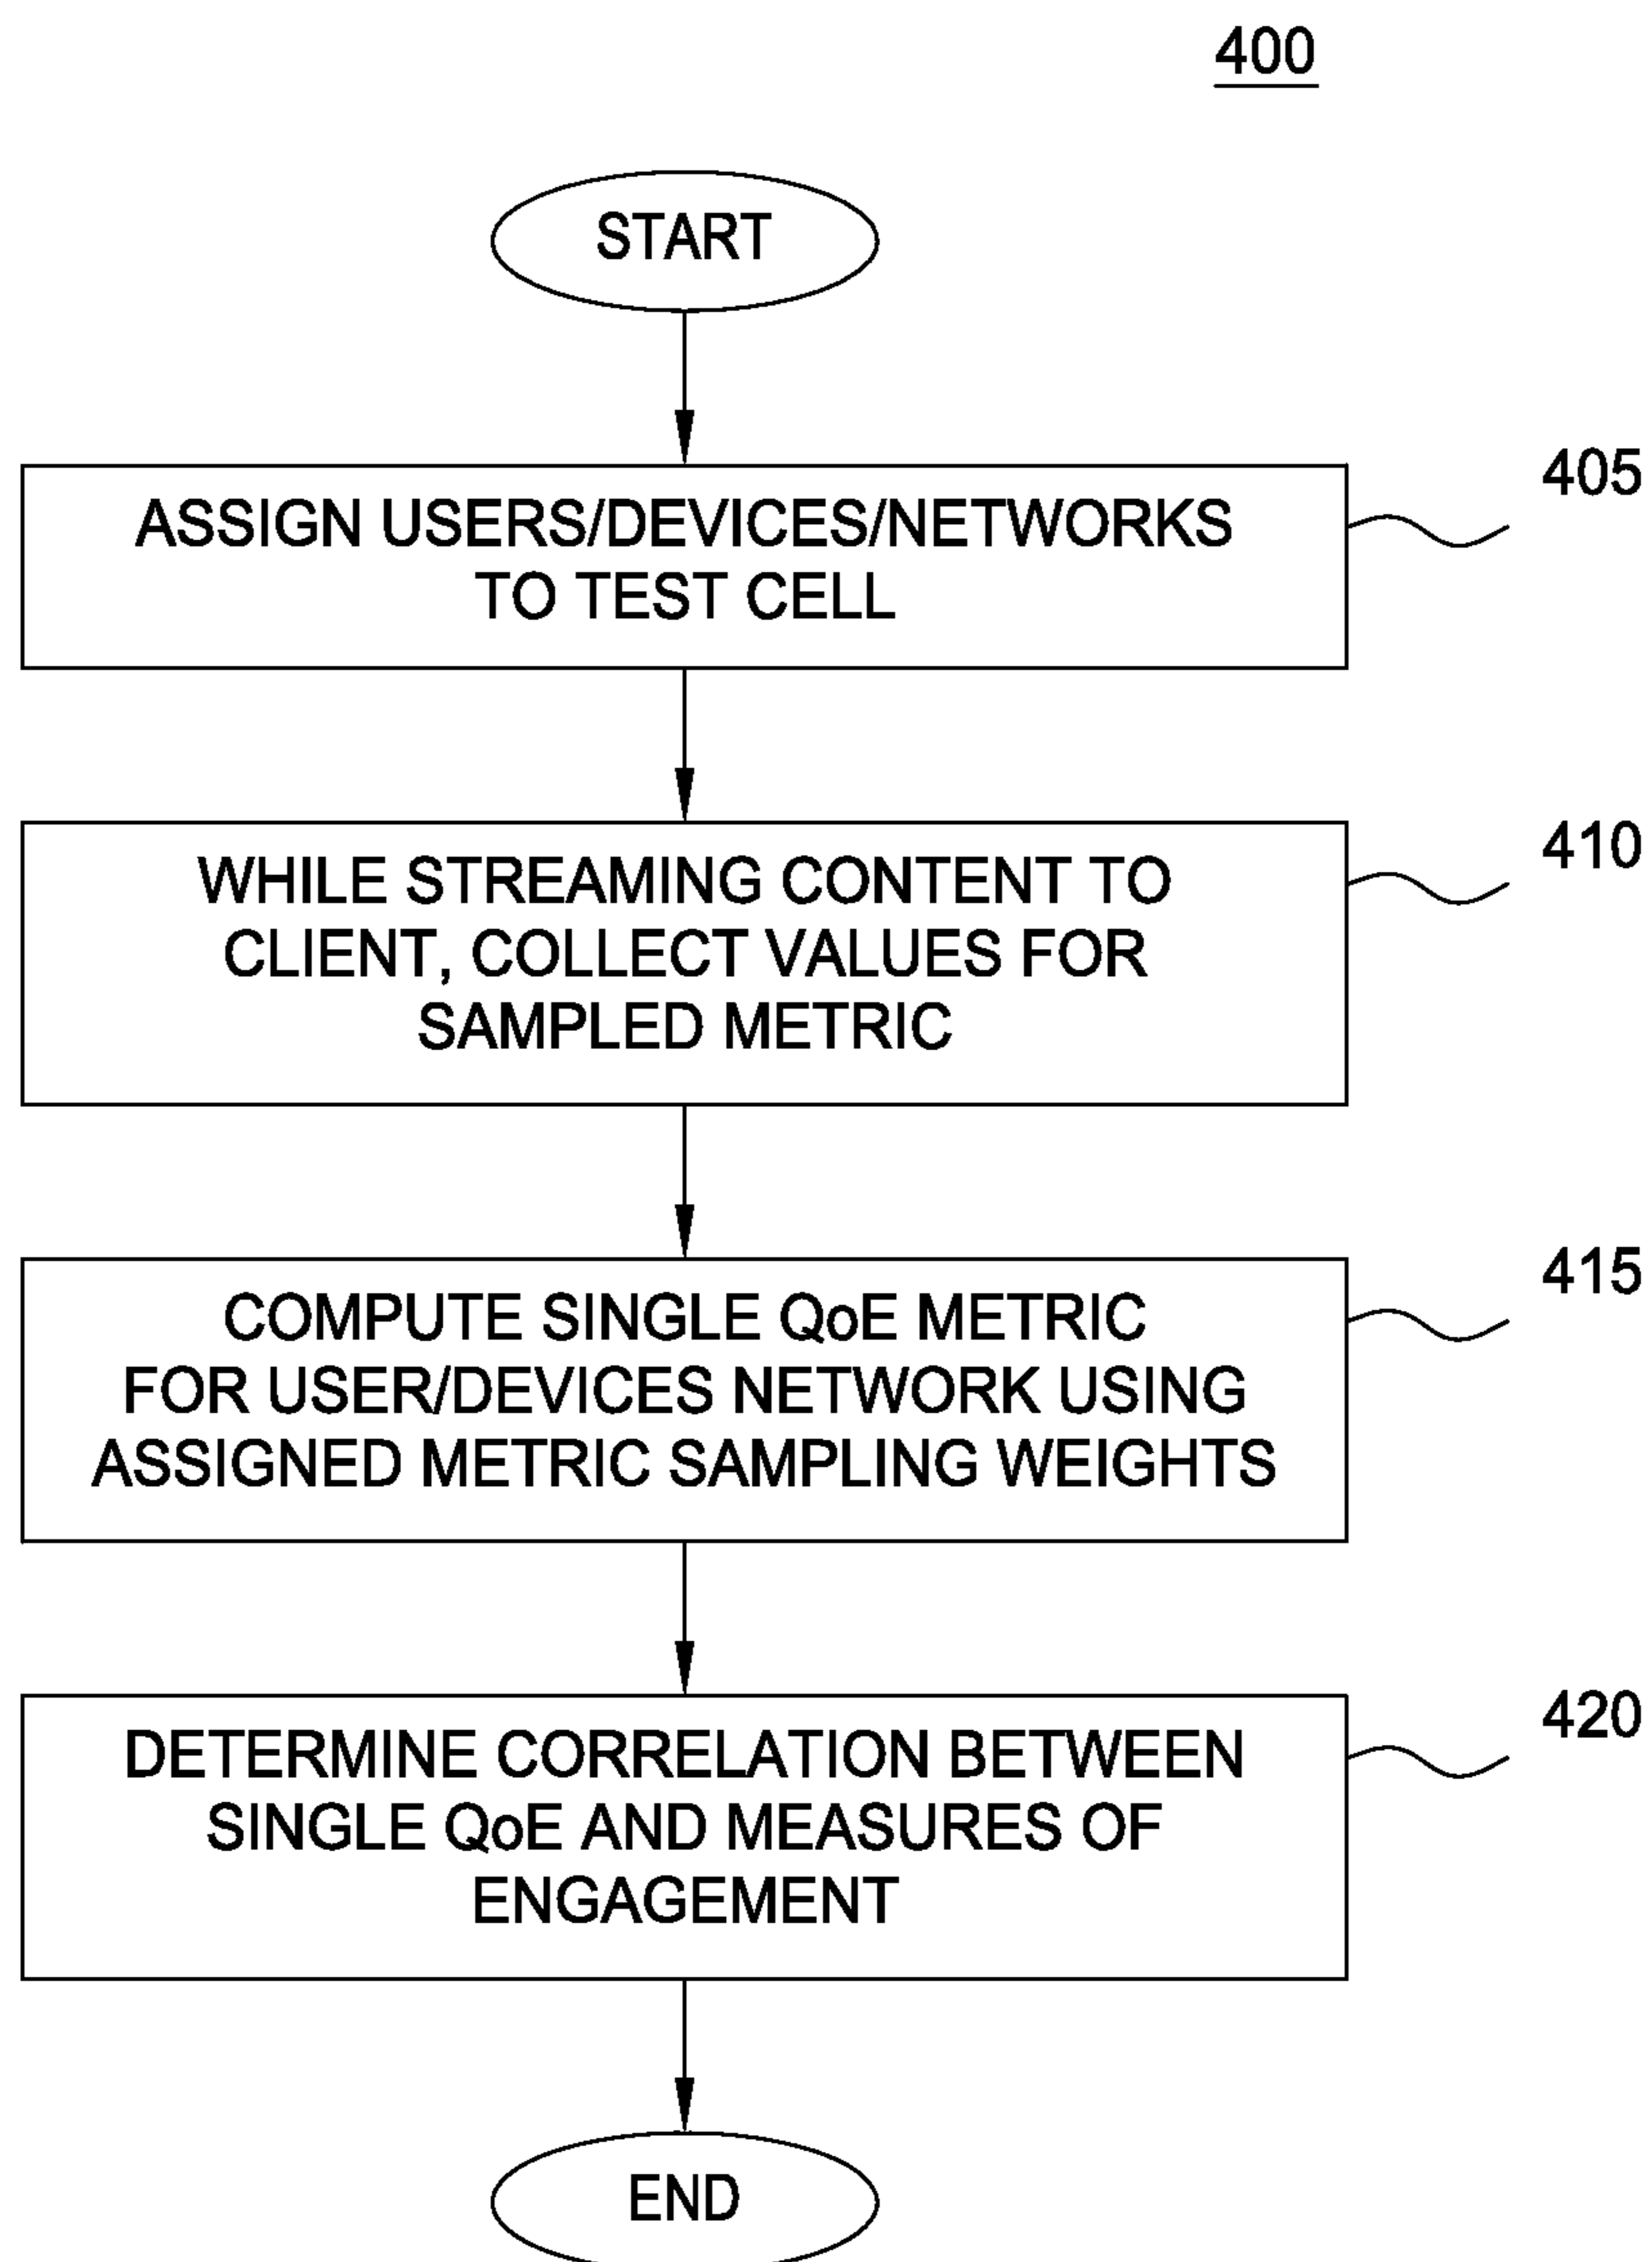 400
START
405
ASSIGN USERS/DEVICES/NETWORKS
TO TEST CELL
410
WHILE STREAMING CONTENT TO
CLIENT, COLLECT VALUES FOR
SAMPLED METRIC
415
COMPUTE SINGLE QoE METRIC
FOR USER/DEVICES NETWORK USING
ASSIGNED METRIC SAMPLING WEIGHTS
420
DETERMINE CORRELATION BETWEEN
SINGLE QoE AND MEASURES OF
ENGAGEMENT
END